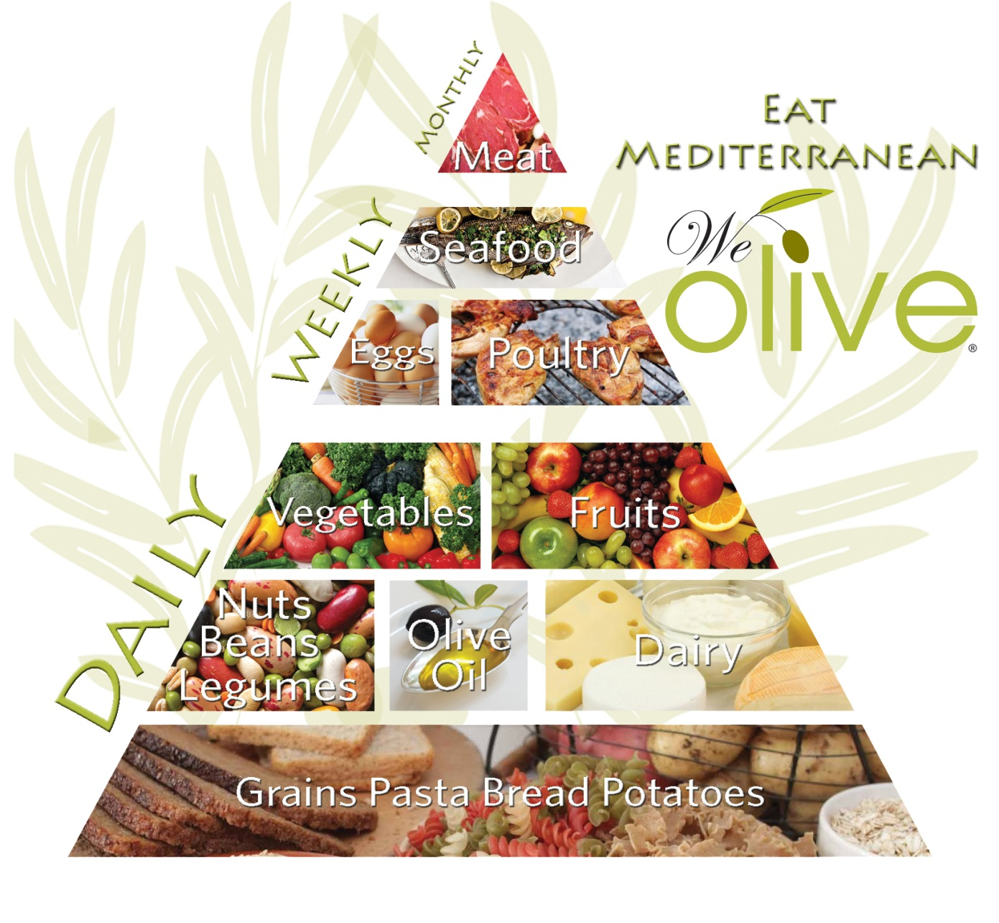 MONTHLY
Meat
EAT
MEDITERRANEAN
We
olive®
WEEKLY
Seafood
Eggs
Poultry
DAILY
Vegetables
Fruits
Nuts
Beans
Legumes
Olive
Oil
Dairy
Grains Pasta Bread Potatoes